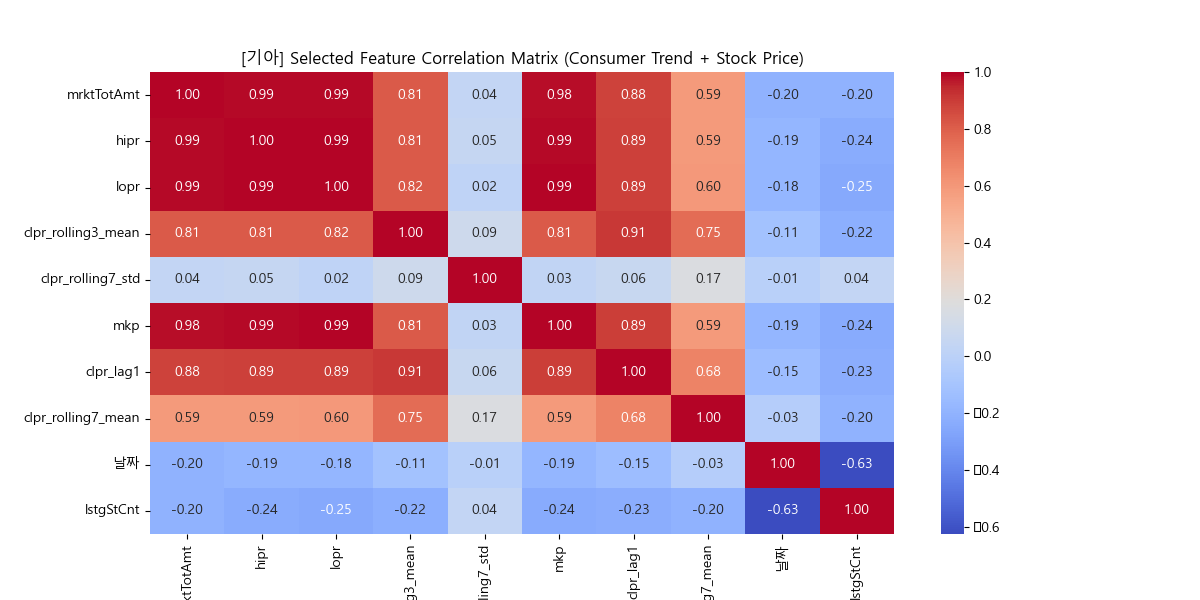 [기아] Selected Feature Correlation Matrix (Consumer Trend + Stock Price)
mrktTotAmt 1.00 0.99 0.99 0.81 0.04 0.98 0.88 0.59 -0.20 -0.20
hipr 0.99 1.00 0.99 0.81 0.05 0.99 0.89 0.59 -0.19 -0.24
lopr 0.99 0.99 1.00 0.82 0.02 0.99 0.89 0.60 -0.18 -0.25
clpr_rolling3_mean 0.81 0.81 0.82 1.00 0.09 0.81 0.91 0.75 -0.11 -0.22
clpr_rolling7_std 0.04 0.05 0.02 0.09 1.00 0.03 0.06 0.17 -0.01 0.04
mkp 0.98 0.99 0.99 0.81 0.03 1.00 0.89 0.59 -0.19 -0.24
clpr_lag1 0.88 0.89 0.89 0.91 0.06 0.89 1.00 0.68 -0.15 -0.23
clpr_rolling7_mean 0.59 0.59 0.60 0.75 0.17 0.59 0.68 1.00 -0.03 -0.20
날짜 -0.20 -0.19 -0.18 -0.11 -0.01 -0.19 -0.15 -0.03 1.00 -0.63
lstgStCnt -0.20 -0.24 -0.25 -0.22 0.04 -0.24 -0.23 -0.20 -0.63 1.00
ktTotAmt
hipr
lopr
g3_mean
ling7_std
mkp
clpr_lag1
g7_mean
날짜
lstgStCnt
1.0
0.8
0.6
0.4
0.2
0.0
□0.2
□0.4
□0.6